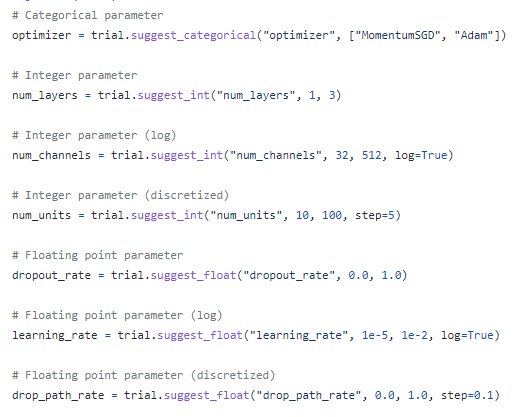 # Categorical parameter
optimizer = trial.suggest_categorical("optimizer", ["MomentumSGD", "Adam"])
# Integer parameter
num_layers = trial.suggest_int("num_layers", 1, 3)
# Integer parameter (log)
num_channels = trial.suggest_int("num_channels", 32, 512, log=True)
# Integer parameter (discretized)
num_units = trial.suggest_int("num_units", 10, 100, step=5)
# Floating point parameter
dropout_rate = trial.suggest_float("dropout_rate", 0.0, 1.0)
# Floating point parameter (log)
learning_rate = trial.suggest_float("learning_rate", 1e-5, 1e-2, log=True)
# Floating point parameter (discretized)
drop_path_rate = trial.suggest_float("drop_path_rate", 0.0, 1.0, step=0.1)